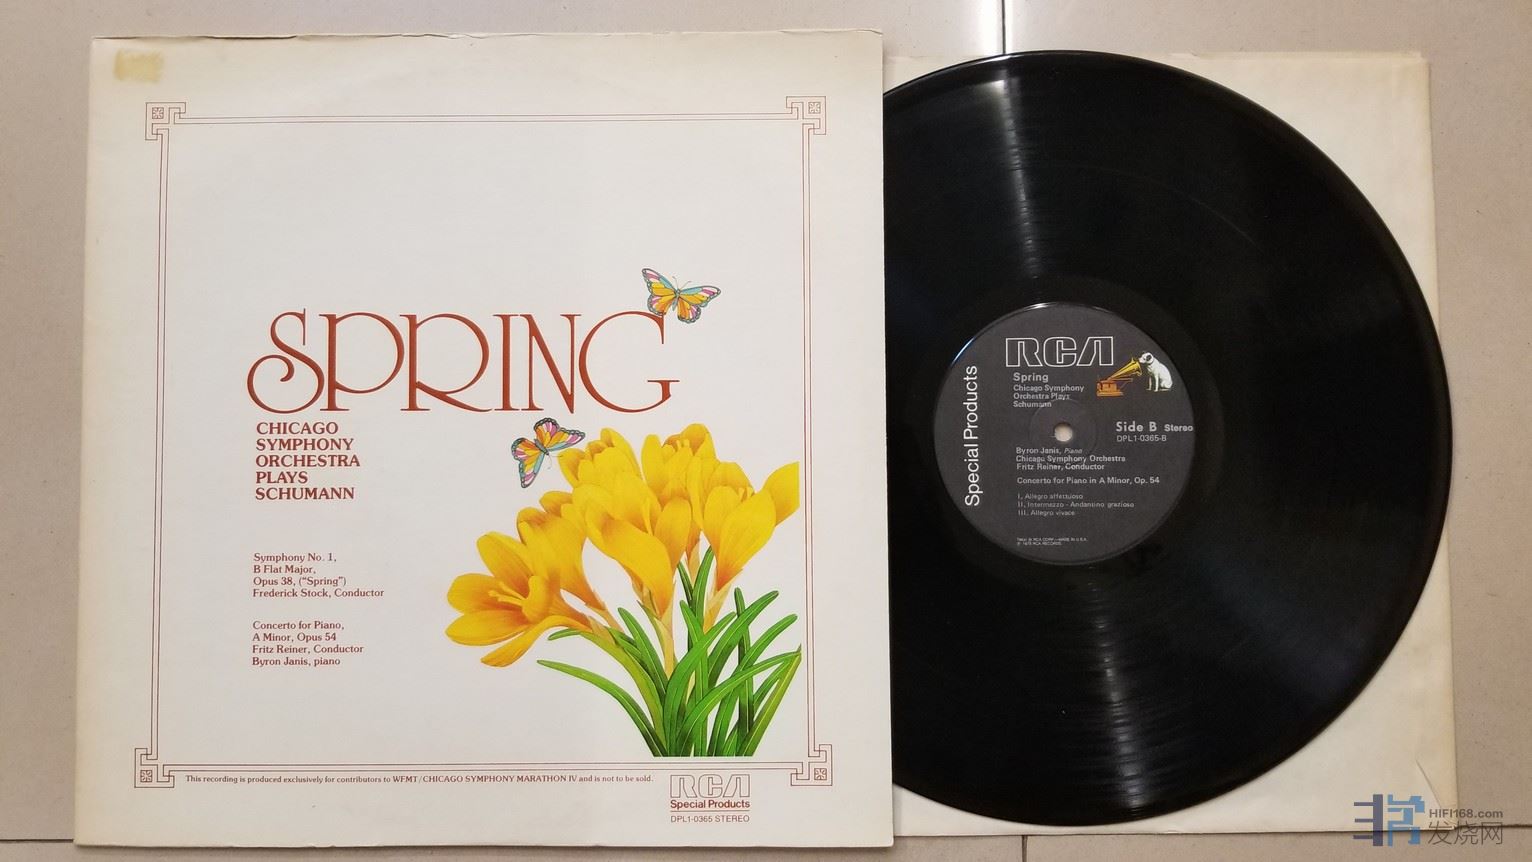 SPRING
CHICAGO
SYMPHONY
ORCHESTRA
PLAYS
SCHUMANN
Symphony No. 1,
B Flat Major,
Opus 38, (“Spring”)
Frederick Stock, Conductor
Concerto for Piano,
A Minor, Opus 54
Fritz Reiner, Conductor
Byron Janis, piano
This recording is produced exclusively for contributors to WFMT/CHICAGO SYMPHONY MARATHON IV and is not to be sold.
RCA
Special Products
DPL1-0365 STEREO
RCA
Special Products
Spring
Chicago Symphony
Orchestra Plays
Schumann
Side B Stereo
DPL1-0365-B
Byron Janis, Piano
Chicago Symphony Orchestra
Fritz Reiner, Conductor
Concerto for Piano in A Minor, Op. 54
I. Allegro affettuoso
II. Intermezzo - Andantino grazioso
III. Allegro vivace
HIFI168.com
发烧网